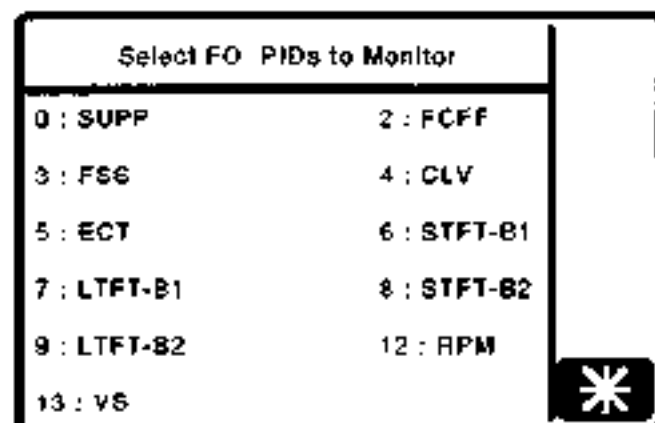 Select FO PIDs to Monitor
0 : SUPP 2 : FCFF
3 : FSS 4 : CLV
5 : ECT 6 : STFT-B1
7 : LTFT-B1 8 : STFT-B2
9 : LTFT-B2 12 : RPM
13 : VS